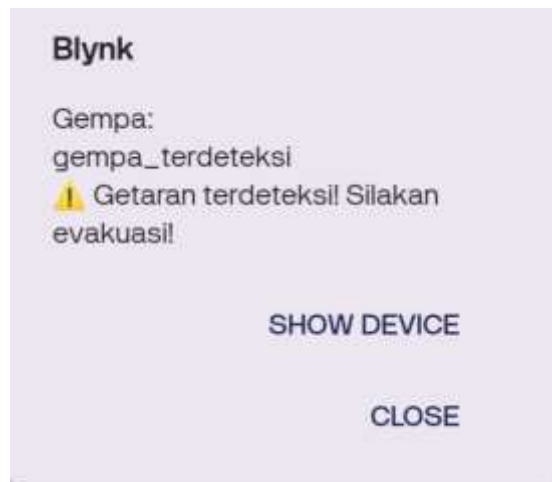 Blynk
Gempa:
gempa_terdeteksi
⚠️ Getaran terdeteksi! Silakan
evakuasi!
SHOW DEVICE
CLOSE